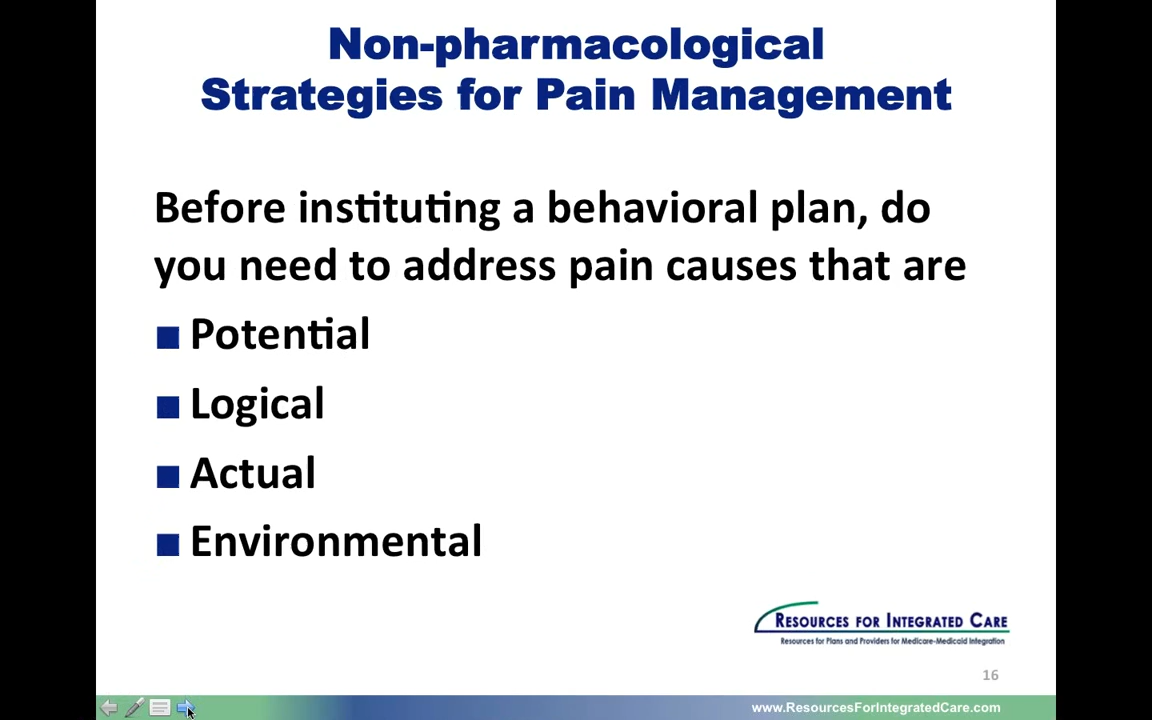 Non-pharmacological
Strategies for Pain Management
Before instituting a behavioral plan, do
you need to address pain causes that are
Potential
Logical
Actual
Environmental
RESOURCES FOR INTEGRATED CARE
Resources for Plans and Providers for Medicare-Medicaid Integration
16
www.ResourcesForIntegratedCare.com